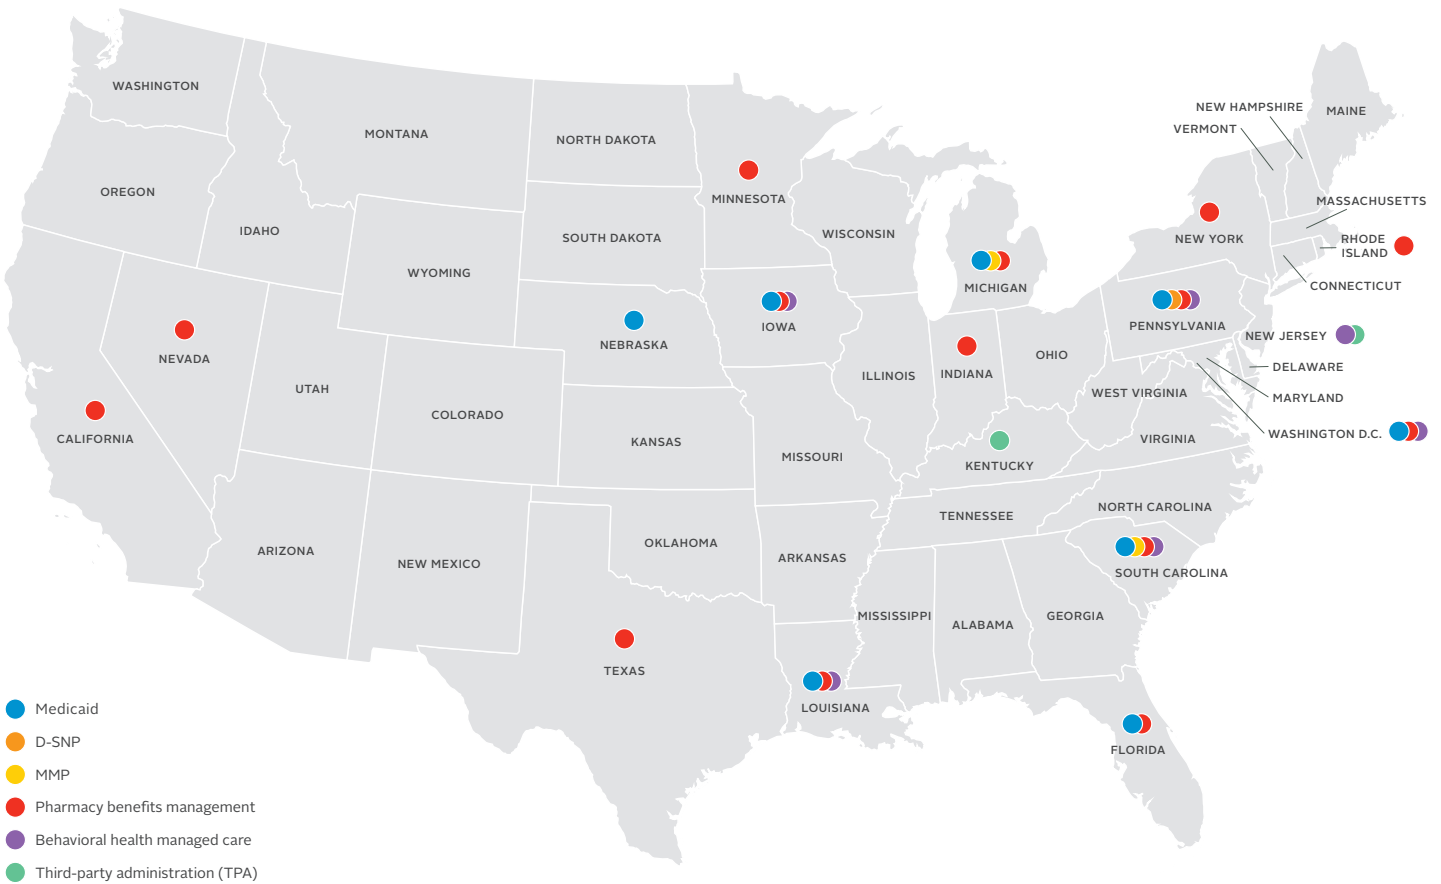 WASHINGTON
MONTANA
NORTH DAKOTA
MINNESOTA
OREGON
IDAHO
WYOMING
SOUTH DAKOTA
WISCONSIN
MICHIGAN
NEW HAMPSHIRE
VERMONT
MAINE
MASSACHUSETTS
NEW YORK
RHODE
ISLAND
CONNECTICUT
NEVADA
UTAH
COLORADO
NEBRASKA
IOWA
ILLINOIS
INDIANA
OHIO
PENNSYLVANIA
NEW JERSEY
DELAWARE
MARYLAND
WASHINGTON D.C.
WEST VIRGINIA
VIRGINIA
CALIFORNIA
KANSAS
MISSOURI
KENTUCKY
NORTH CAROLINA
TENNESSEE
ARIZONA
NEW MEXICO
OKLAHOMA
ARKANSAS
SOUTH CAROLINA
MISSISSIPPI
ALABAMA
GEORGIA
TEXAS
LOUISIANA
FLORIDA
Medicaid
D-SNP
MMP
Pharmacy benefits management
Behavioral health managed care
Third-party administration (TPA)